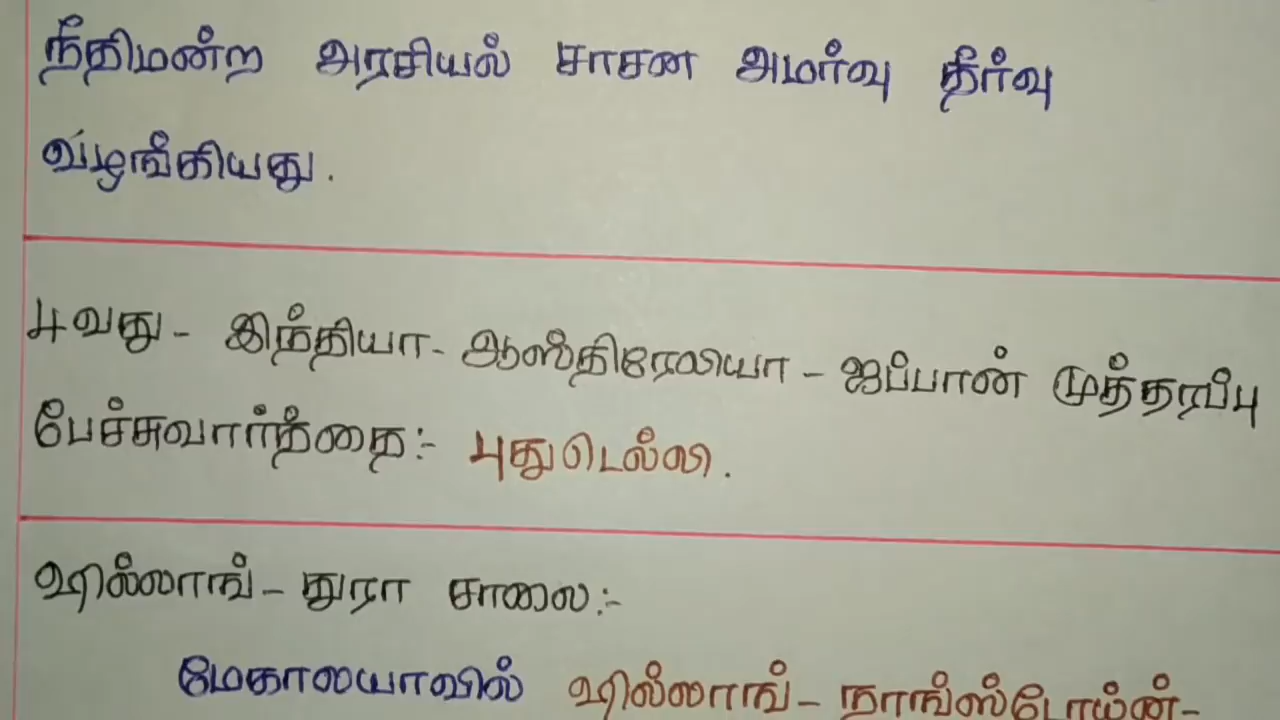 நீதிமன்ற அரசியல் சாசன அமர்வு தீர்வு
வழங்கியது.
4வது - இந்தியா - ஆஸ்திரேலியா - ஜப்பான் முத்தரப்பு
பேச்சுவார்த்தை:- புதுடெல்லி.
ஷில்லாங் - துரா சாலை:-
மேகாலயாவில் ஷில்லாங் - நாங்ஸ்டோய்ன் -